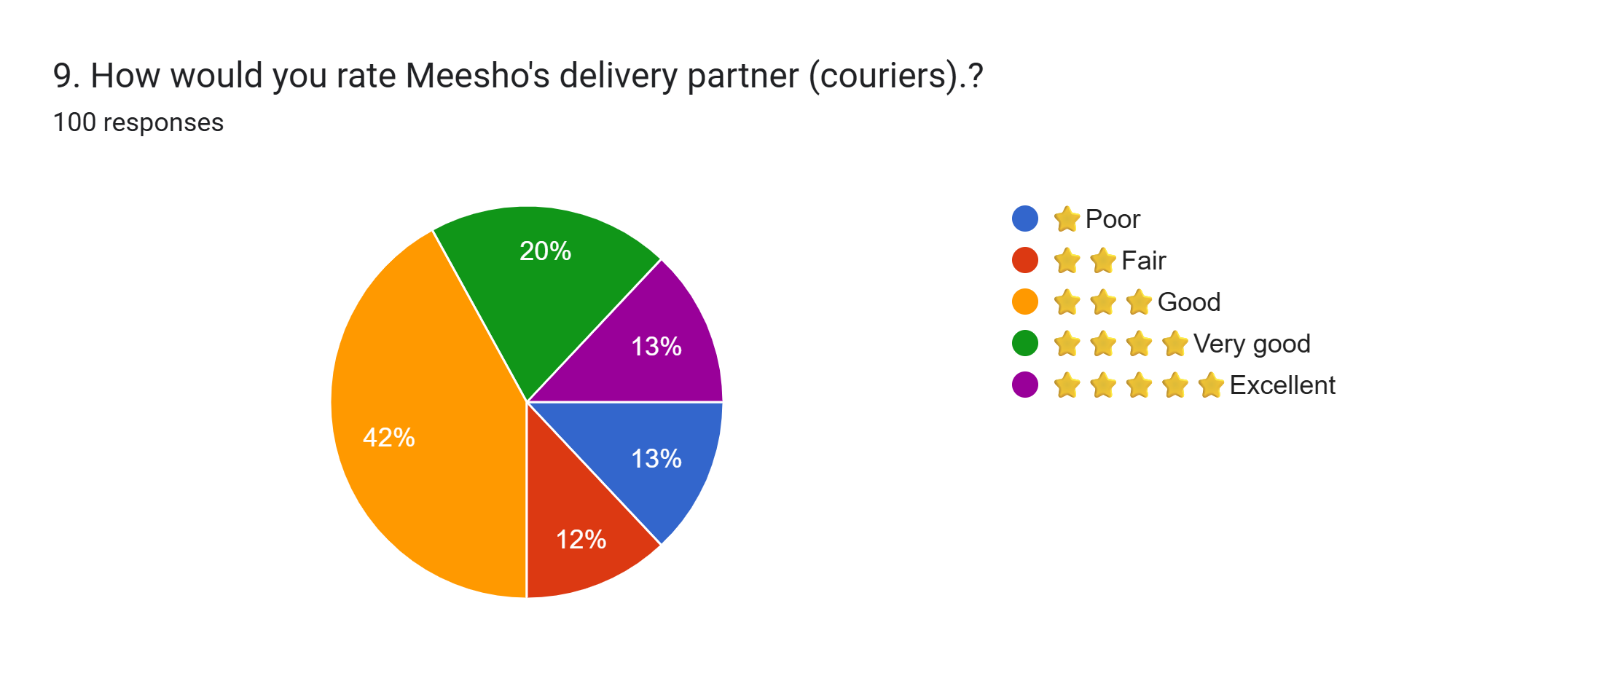 9. How would you rate Meesho's delivery partner (couriers).?
100 responses
20%
13%
42%
13%
12%
⭐Poor
⭐⭐Fair
⭐⭐⭐Good
⭐⭐⭐⭐Very good
⭐⭐⭐⭐⭐Excellent